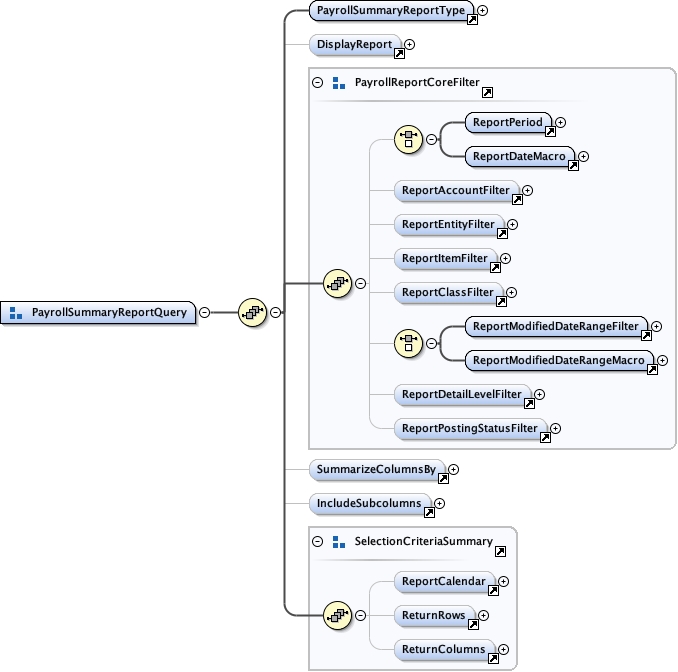 PayrollSummaryReportType
DisplayReport
PayrollReportCoreFilter
ReportPeriod
ReportDateMacro
ReportAccountFilter
ReportEntityFilter
ReportItemFilter
ReportClassFilter
PayrollSummaryReportQuery
ReportModifiedDateRangeFilter
ReportModifiedDateRangeMacro
ReportDetailLevelFilter
ReportPostingStatusFilter
SummarizeColumnsBy
IncludeSubcolumns
SelectionCriteriaSummary
ReportCalendar
ReturnRows
ReturnColumns